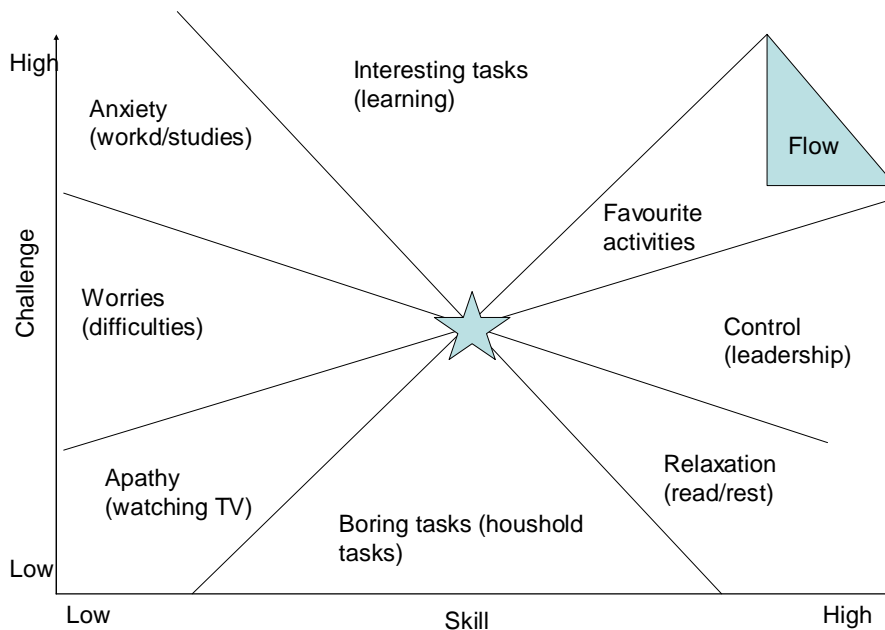 High
Interesting tasks
(learning)
Anxiety
(workd/studies)
Flow
Favourite
activities
Challenge
Worries
(difficulties)
Control
(leadership)
Apathy
(watching TV)
Relaxation
(read/rest)
Boring tasks (houshold
tasks)
Low
Low
Skill
High